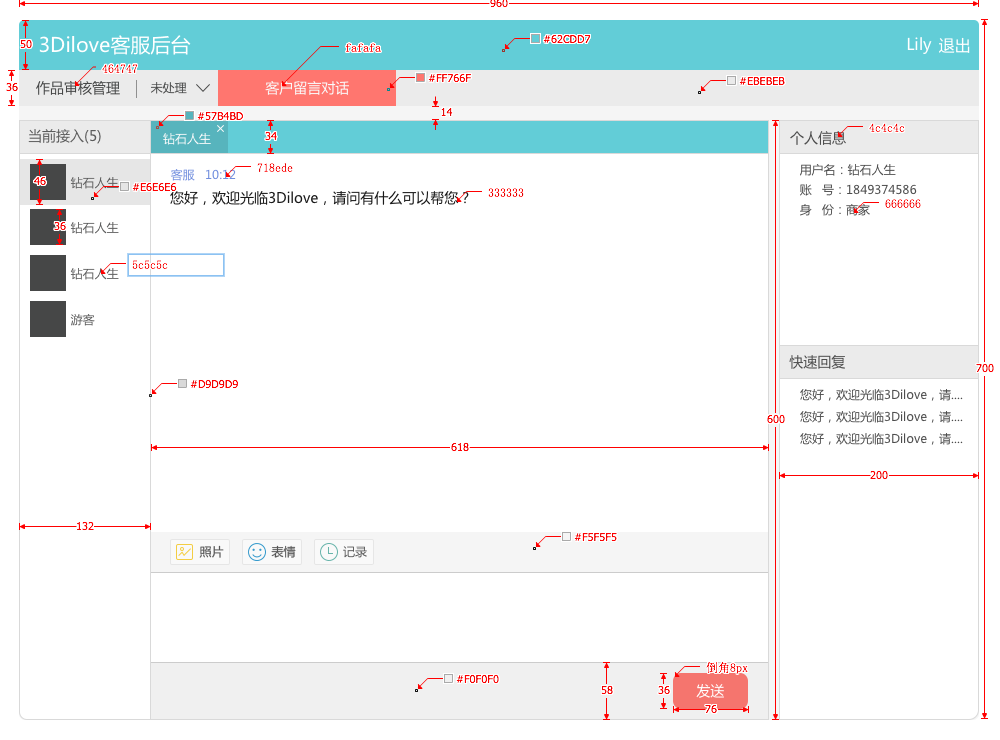 960
50
3Dilove客服后台
#62CDD7
Lily 退出
36
464747
作品审核管理
未处理
fafafa
客户留言对话
#FF766F
#EBEBEB
14
当前接入(5)
#57B4BD
钻石人生 ×
34
4c4c4c
个人信息
46
钻石人生
#E6E6E6
36
钻石人生
钻石人生
5c5c5c
游客
客服 10:12
718ede
您好，欢迎光临3Dilove，请问有什么可以帮您？
333333
用户名：钻石人生
账 号：1849374586
身 份：商家
666666
#D9D9D9
618
132
600
700
快速回复
您好，欢迎光临3Dilove，请....
您好，欢迎光临3Dilove，请....
您好，欢迎光临3Dilove，请....
200
照片
表情
记录
#F5F5F5
#F0F0F0
58
36
倒角8px
发送
76